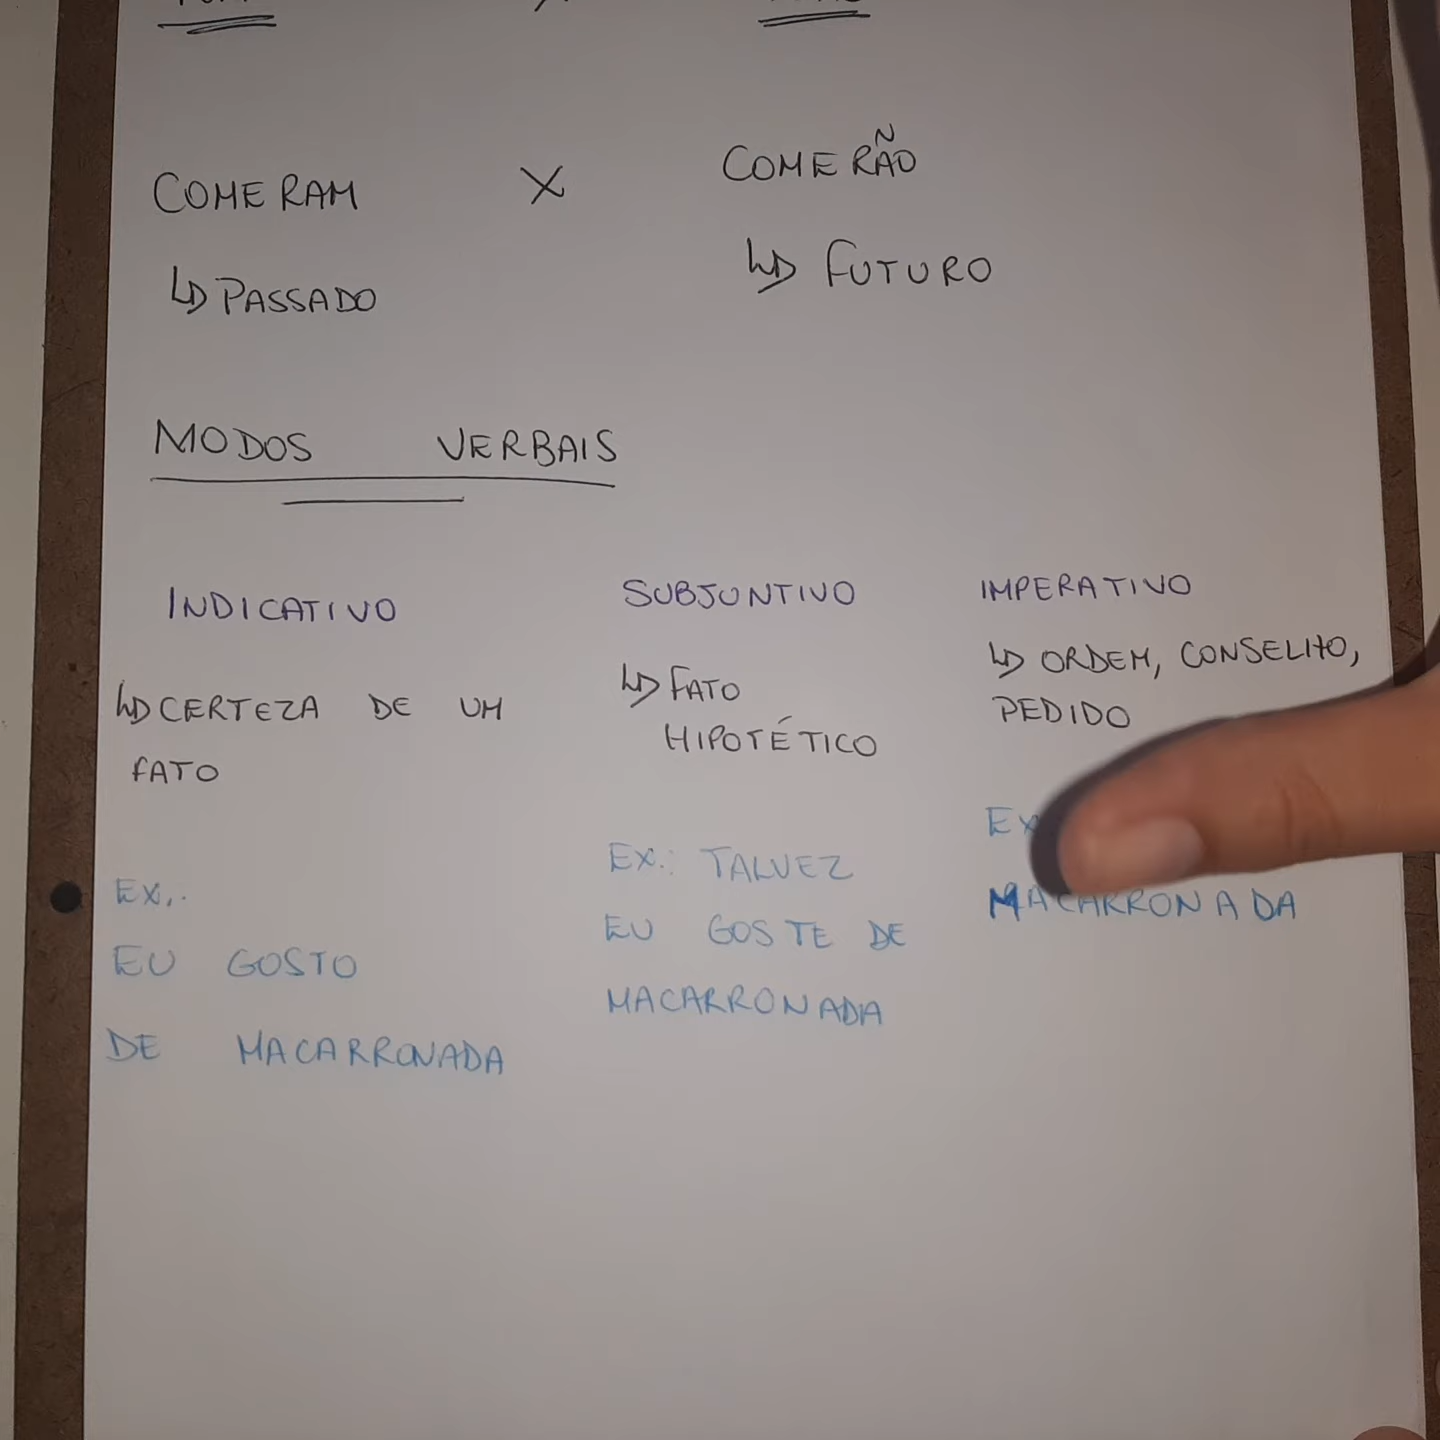 COMERAM X COMERÃO
↳ PASSADO ↳ FUTURO
MODOS VERBAIS
INDICATIVO
↳ CERTEZA DE UM
FATO
EX.:
EU GOSTO
DE MACARRONADA
SUBJUNTIVO
↳ FATO
HIPOTÉTICO
EX.: TALVEZ
EU GOSTE DE
MACARRONADA
IMPERATIVO
↳ ORDEM, CONSELHO,
PEDIDO
EX
MACARRONADA